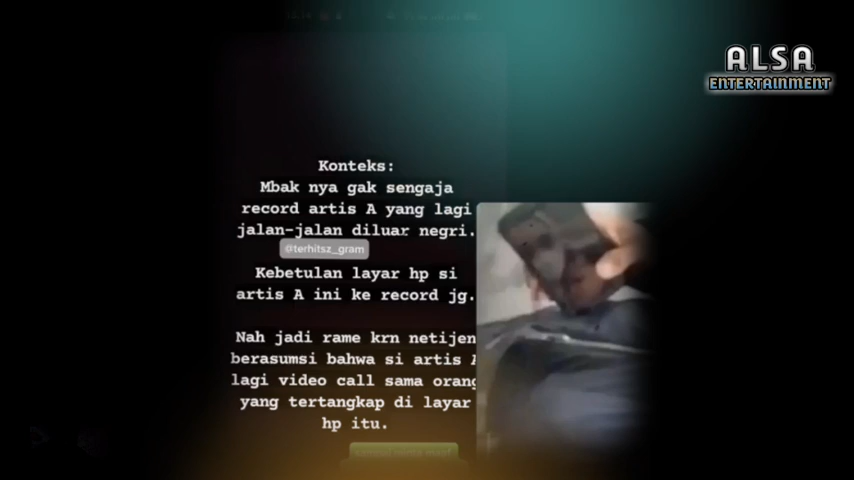 ALSA
ENTERTAINMENT
Konteks:
Mbak nya gak sengaja
record artis A yang lagi
jalan-jalan diluar negri.
@terhitsz_gram
Kebetulan layar hp si
artis A ini ke record jg.
Nah jadi rame krn netijen
berasumsi bahwa si artis A
lagi video call sama orang
yang tertangkap di layar
hp itu.